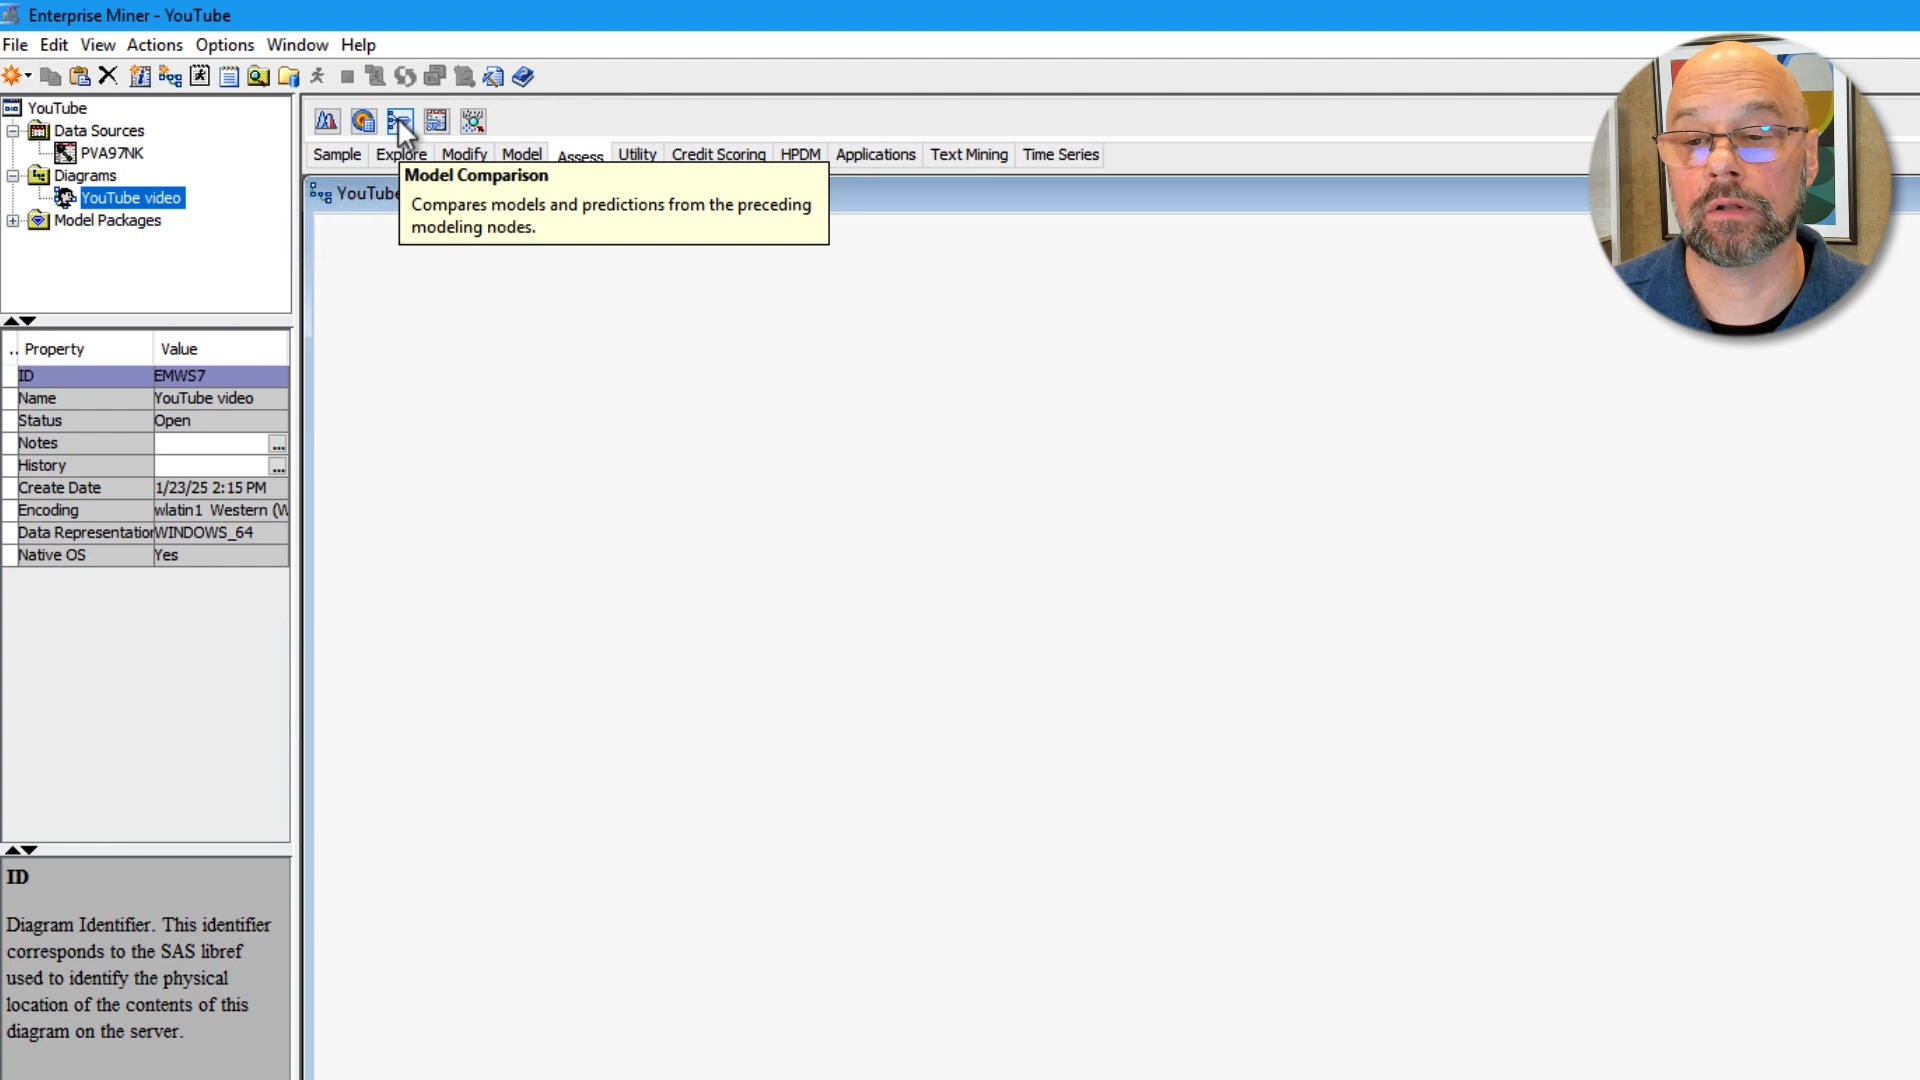 Enterprise Miner - YouTube
File Edit View Actions Options Window Help
YouTube
Data Sources
PVA97NK
Diagrams
YouTube video
Model Packages
.. Property Value
ID EMWS7
Name YouTube video
Status Open
Notes ...
History ...
Create Date 1/23/25 2:15 PM
Encoding wlatin1 Western (W
Data Representation WINDOWS_64
Native OS Yes
ID
Diagram Identifier. This identifier
corresponds to the SAS libref
used to identify the physical
location of the contents of this
diagram on the server.
Sample Explore Modify Model Assess Utility Credit Scoring HPDM Applications Text Mining Time Series
YouTube
Model Comparison
Compares models and predictions from the preceding
modeling nodes.